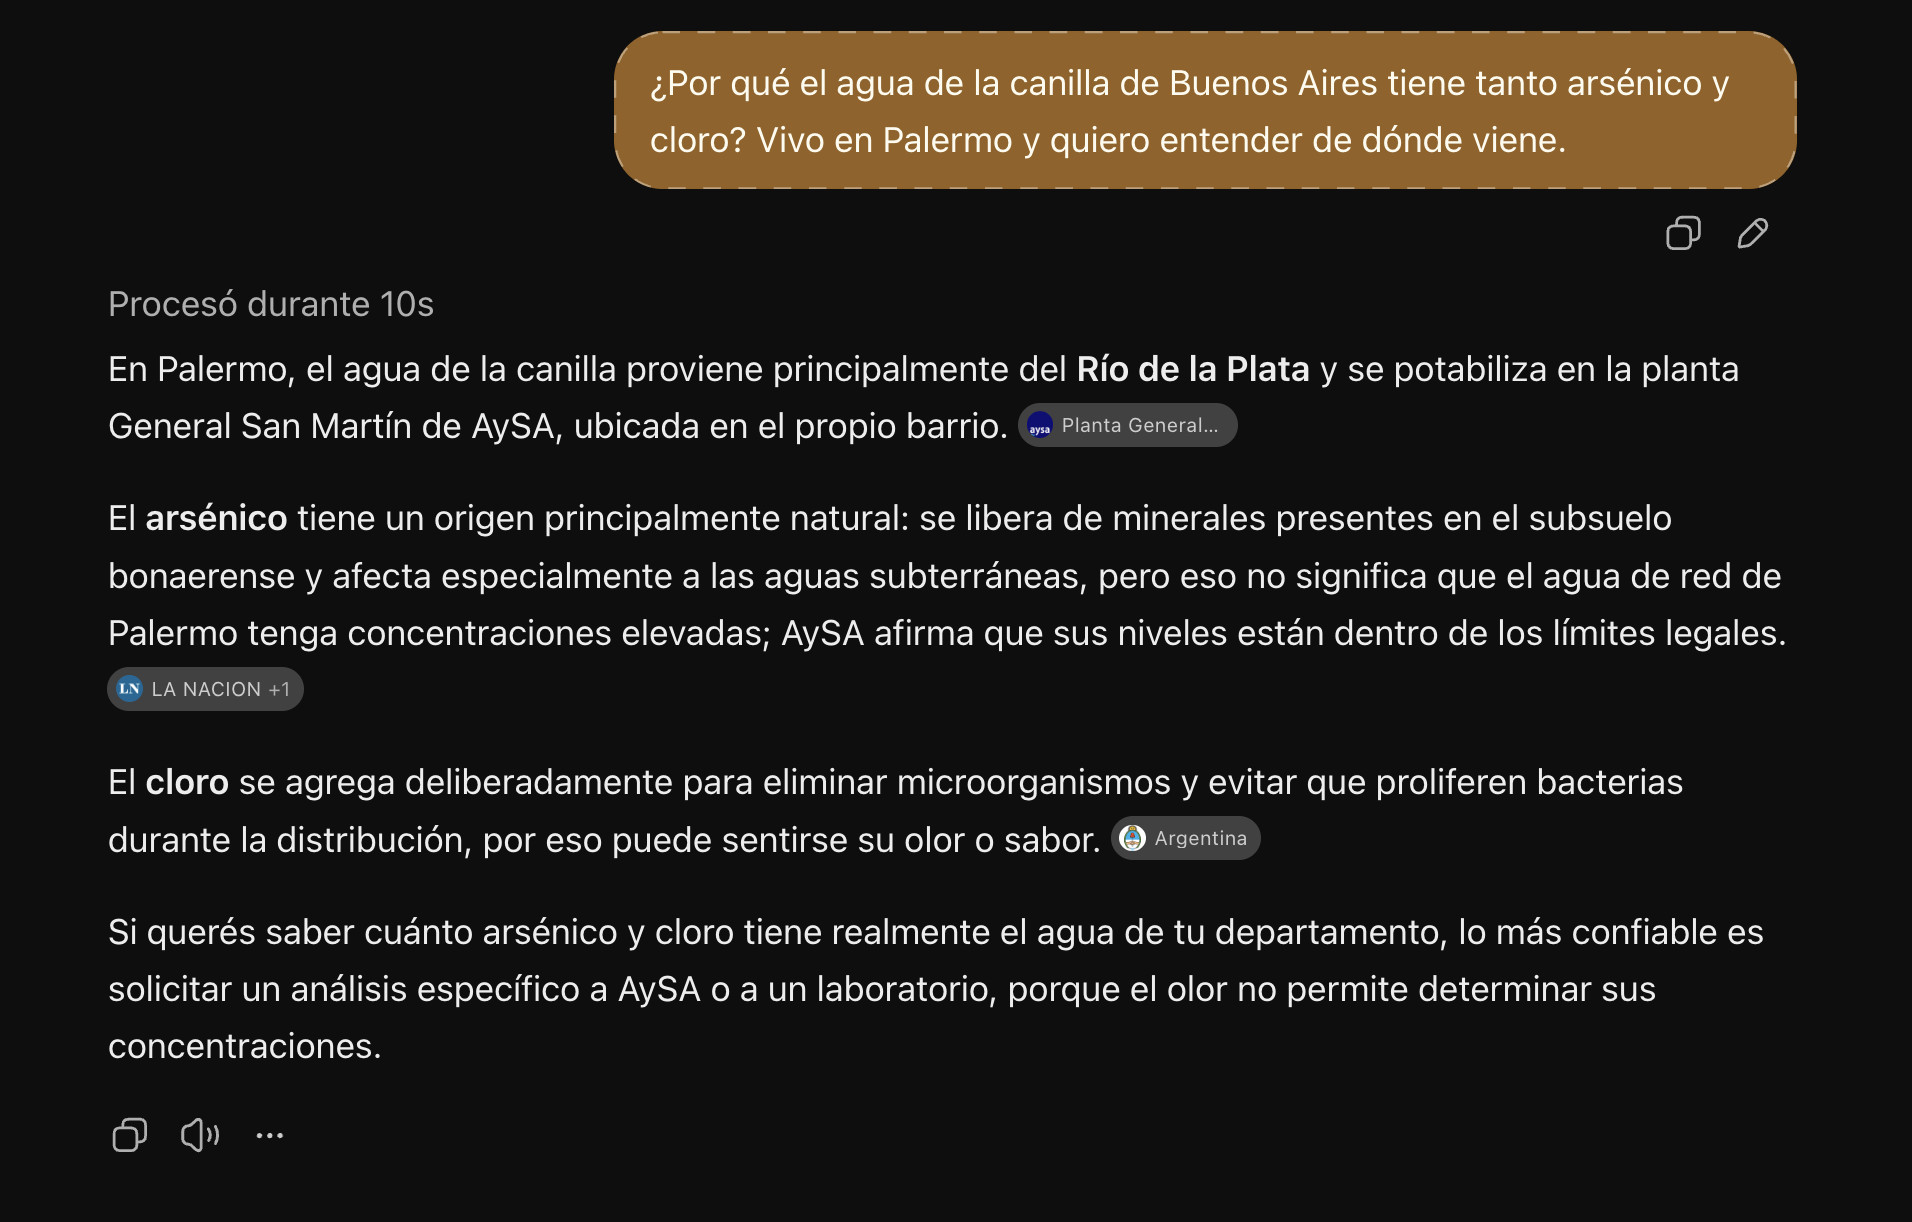 ¿Por qué el agua de la canilla de Buenos Aires tiene tanto arsénico y
cloro? Vivo en Palermo y quiero entender de dónde viene.
Procesó durante 10s
En Palermo, el agua de la canilla proviene principalmente del Río de la Plata y se potabiliza en la planta
General San Martín de AySA, ubicada en el propio barrio. aysa Planta General...
El arsénico tiene un origen principalmente natural: se libera de minerales presentes en el subsuelo
bonaerense y afecta especialmente a las aguas subterráneas, pero eso no significa que el agua de red de
Palermo tenga concentraciones elevadas; AySA afirma que sus niveles están dentro de los límites legales.
LN LA NACION +1
El cloro se agrega deliberadamente para eliminar microorganismos y evitar que proliferen bacterias
durante la distribución, por eso puede sentirse su olor o sabor. Argentina
Si querés saber cuánto arsénico y cloro tiene realmente el agua de tu departamento, lo más confiable es
solicitar un análisis específico a AySA o a un laboratorio, porque el olor no permite determinar sus
concentraciones.